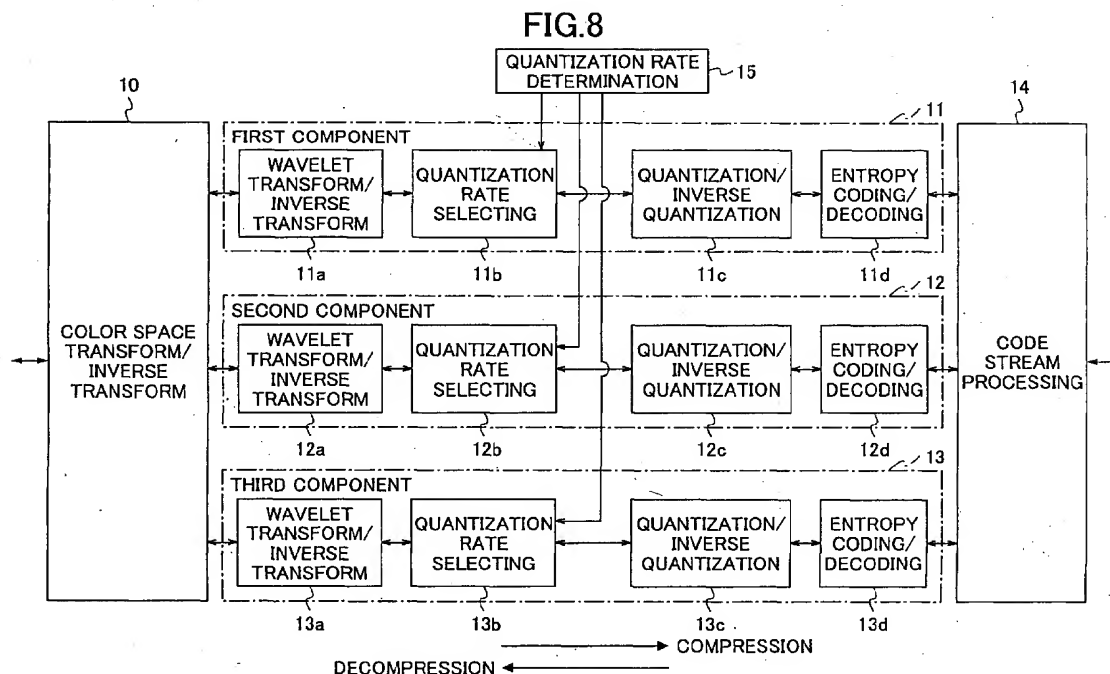 FIG.8
QUANTIZATION RATE
DETERMINATION
15
10
11
14
FIRST COMPONENT
WAVELET
TRANSFORM/
INVERSE
TRANSFORM
QUANTIZATION
RATE
SELECTING
QUANTIZATION/
INVERSE
QUANTIZATION
ENTROPY
CODING/
DECODING
11a
11b
11c
11d
12
SECOND COMPONENT
WAVELET
TRANSFORM/
INVERSE
TRANSFORM
QUANTIZATION
RATE
SELECTING
QUANTIZATION/
INVERSE
QUANTIZATION
ENTROPY
CODING/
DECODING
12a
12b
12c
12d
COLOR SPACE
TRANSFORM/
INVERSE
TRANSFORM
CODE
STREAM
PROCESSING
13
THIRD COMPONENT
WAVELET
TRANSFORM/
INVERSE
TRANSFORM
QUANTIZATION
RATE
SELECTING
QUANTIZATION/
INVERSE
QUANTIZATION
ENTROPY
CODING/
DECODING
13a
13b
13c
13d
COMPRESSION
DECOMPRESSION